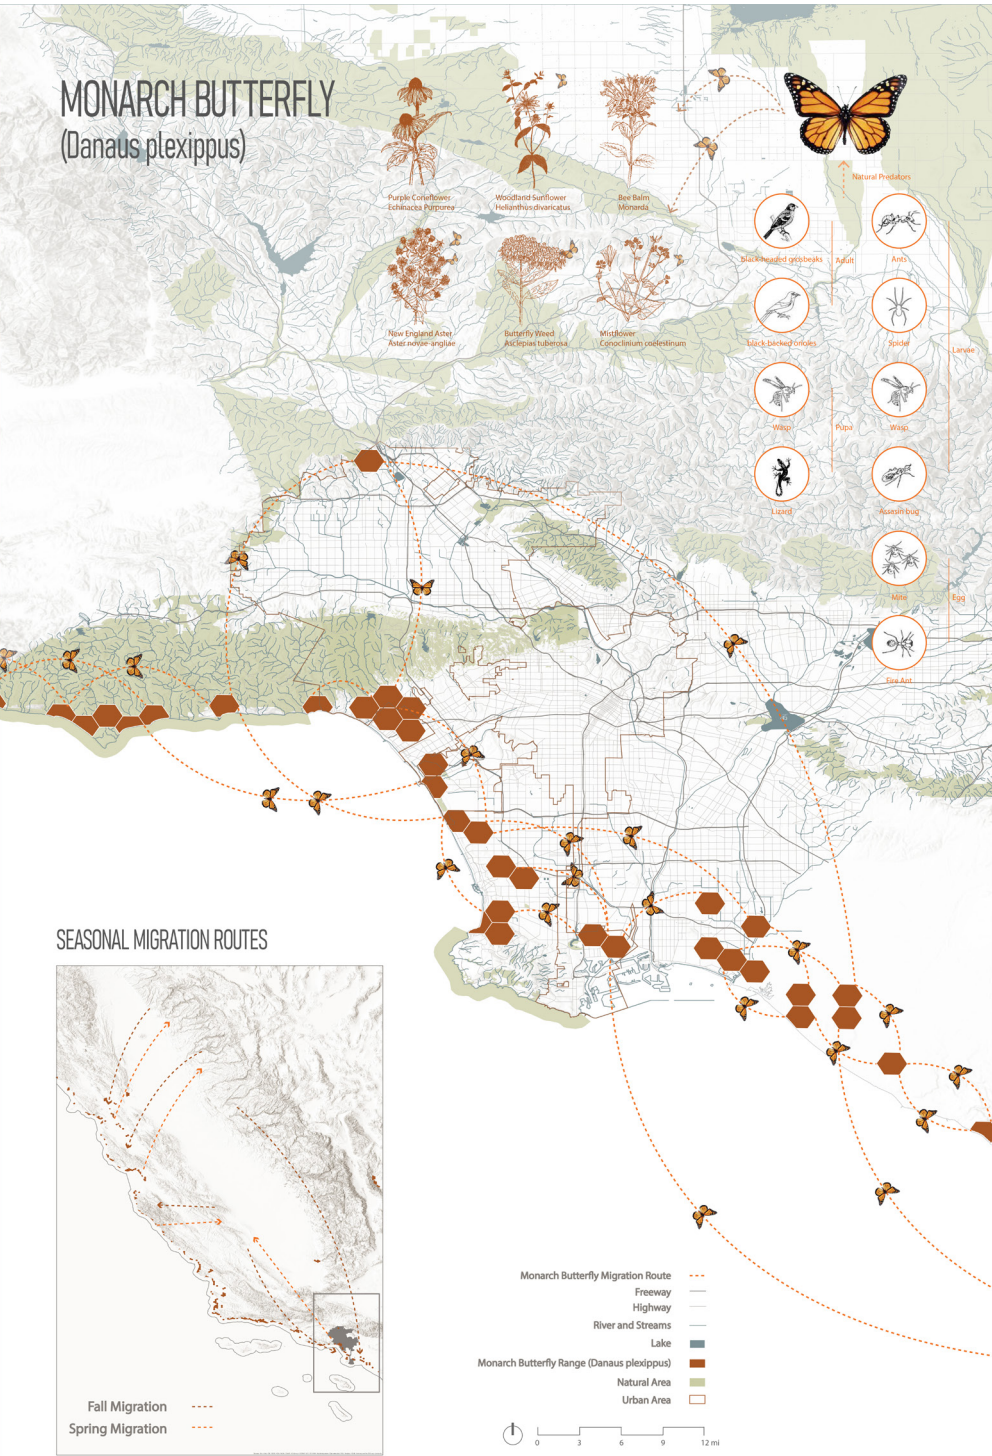 MONARCH BUTTERFLY
(Danaus plexippus)
Purple Coneflower
Echinacea Purpurea
Woodland Sunflower
Helianthus divaricatus
Bee Balm
Monarda
New England Aster
Aster novae-angliae
Butterfly Weed
Asclepias tuberosa
Mistflower
Conoclinium coelestinum
Natural Predators
black-headed grosbeaks
Adult
Ants
black-backed orioles
Spider
Larvae
Wasp
Pupa
Wasp
Lizard
Assasin bug
Mite
Egg
Fire Ant
SEASONAL MIGRATION ROUTES
Fall Migration
Spring Migration
Monarch Butterfly Migration Route
Freeway
Highway
River and Streams
Lake
Monarch Butterfly Range (Danaus plexippus)
Natural Area
Urban Area
0 3 6 9 12 mi